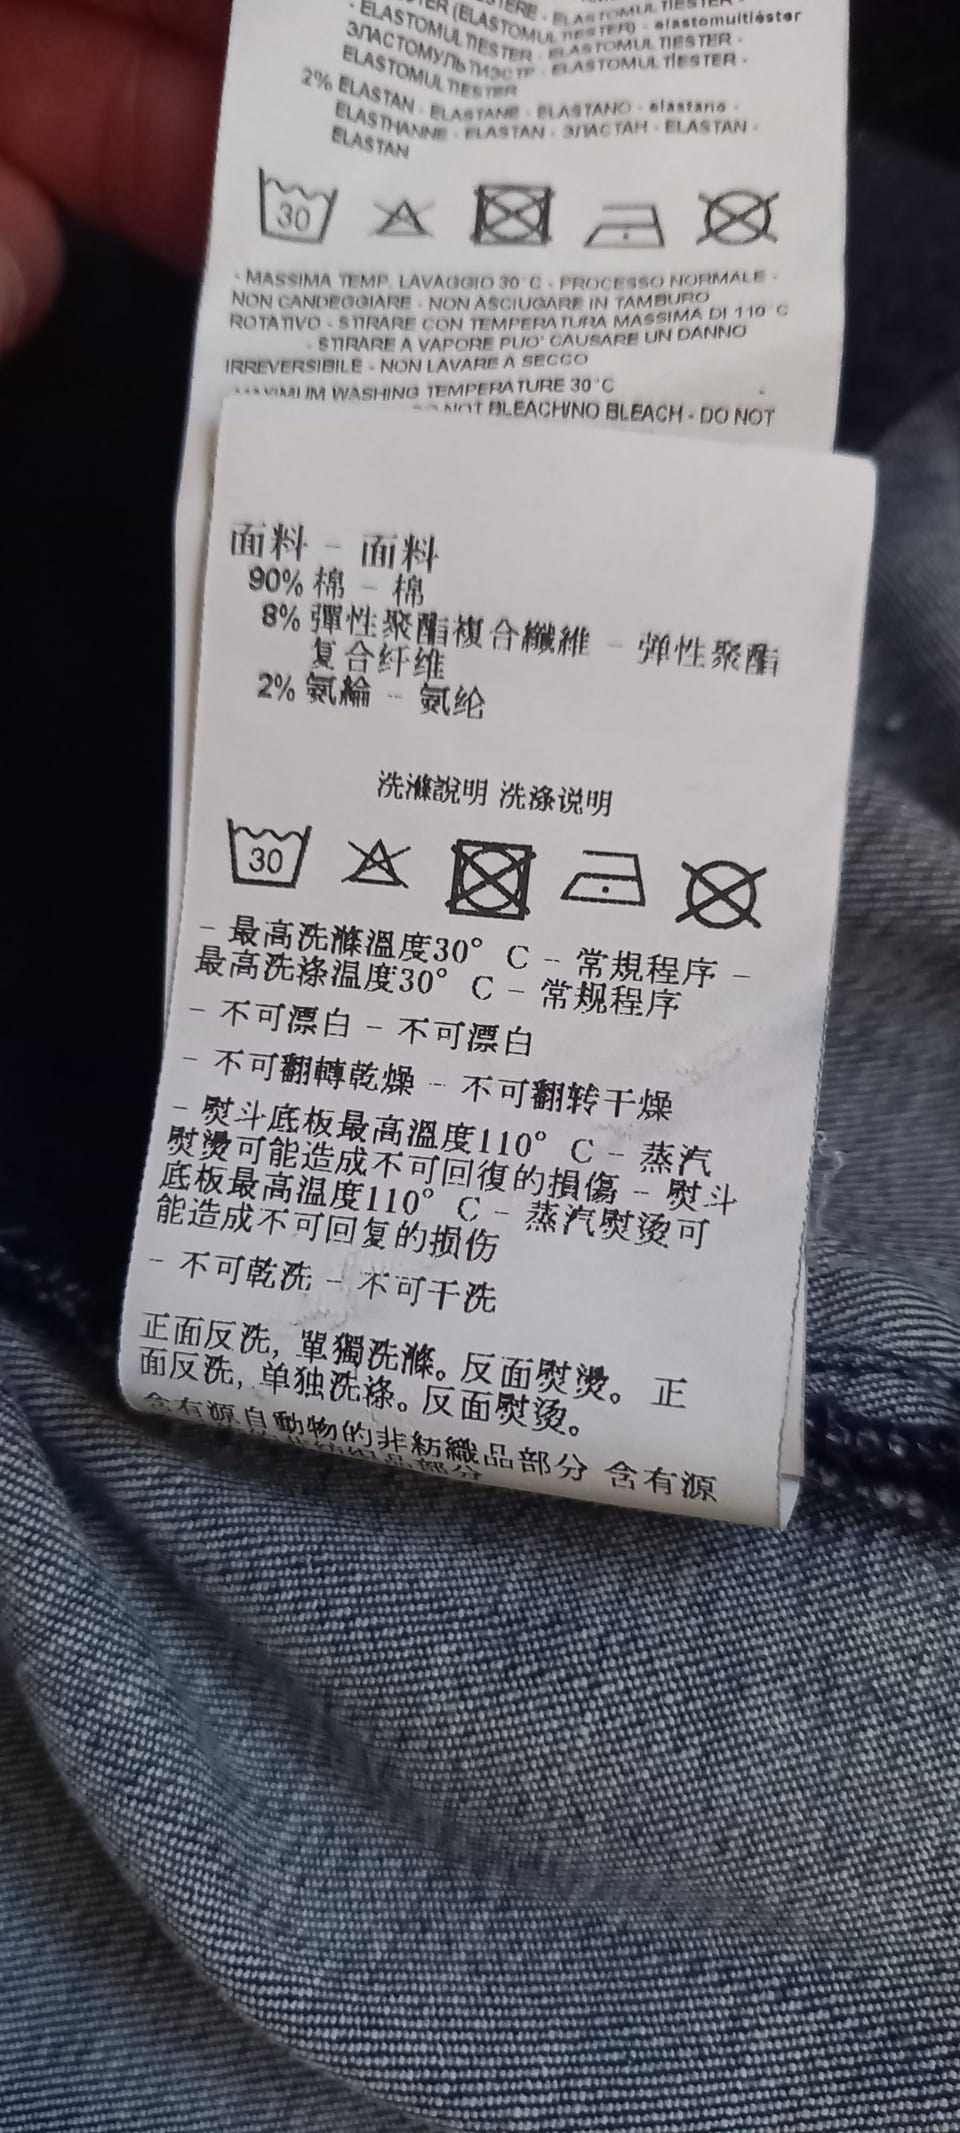 ELASTOMULTIESTER
- ELASTOMULTIESTER (ELASTOMULTIESTER) - elastomultiéster
ЭЛАСТОМУЛЬТИЭСТР - ELASTOMULTIESTER -
ELASTOMULTIESTER
2% ELASTAN - ELASTANE - ELASTANO - elastano -
ELASTHANNE - ELASTAN - ЭЛАСТАН - ELASTAN -
ELASTAN
30
- MASSIMA TEMP. LAVAGGIO 30°C - PROCESSO NORMALE -
NON CANDEGGIARE - NON ASCIUGARE IN TAMBURO
ROTATIVO - STIRARE CON TEMPERATURA MASSIMA DI 110°C
- STIRARE A VAPORE PUO' CAUSARE UN DANNO
IRREVERSIBILE - NON LAVARE A SECCO
MAXIMUM WASHING TEMPERATURE 30°C
DO NOT BLEACH/NO BLEACH - DO NOT
面料 - 面料
90% 棉 - 棉
8% 彈性聚酯複合纖維 - 弹性聚酯
复合纤维
2% 氨綸 - 氨纶
洗滌說明 洗涤说明
30
- 最高洗滌溫度30° C - 常規程序 -
最高洗涤温度30° C - 常规程序
- 不可漂白 - 不可漂白
- 不可翻轉乾燥 - 不可翻转干燥
- 熨斗底板最高溫度110° C - 蒸汽
熨燙可能造成不可回復的損傷 - 熨斗
底板最高温度110° C - 蒸汽熨烫可
能造成不可回复的损伤
- 不可乾洗 - 不可干洗
正面反洗, 單獨洗滌。反面熨燙。 正
面反洗, 单独洗涤。反面熨烫。
含有源自動物的非紡織品部分 含有源